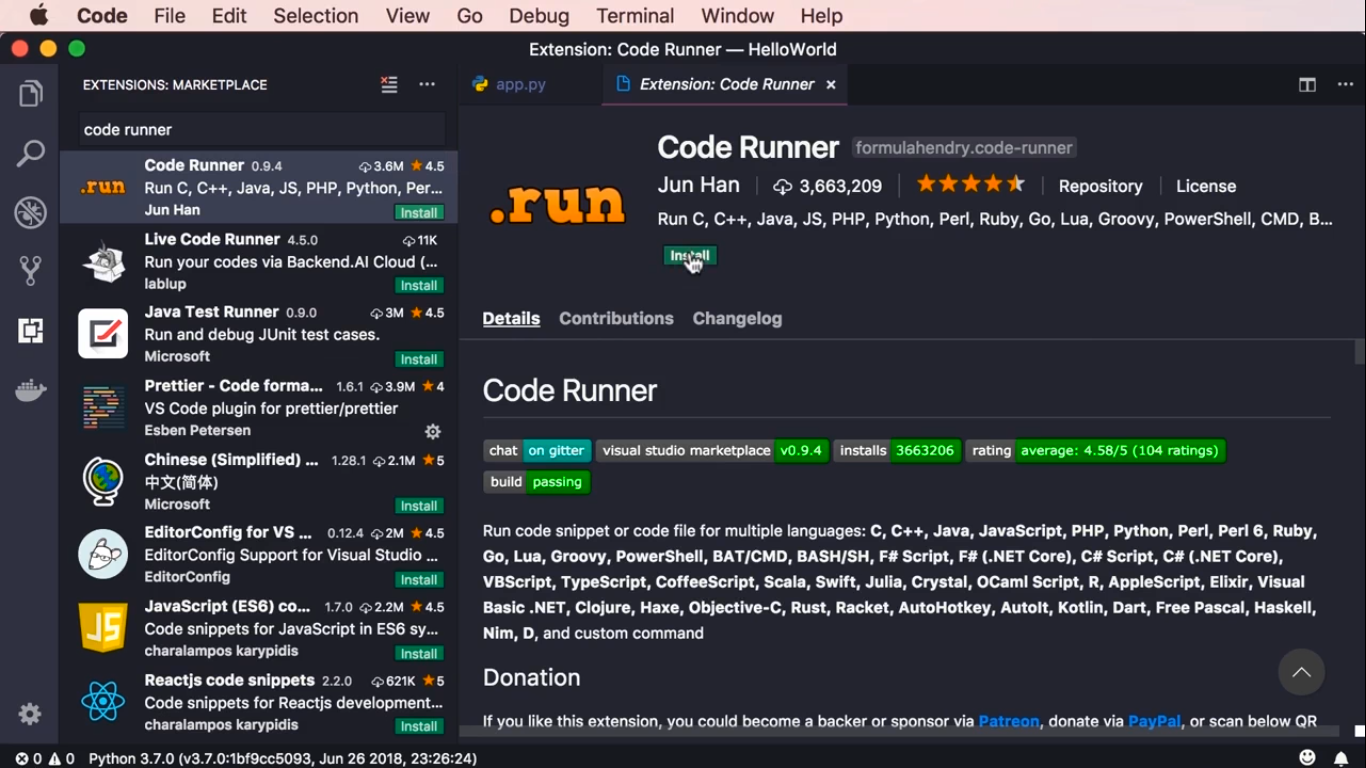 Code File Edit Selection View Go Debug Terminal Window Help
Extension: Code Runner — HelloWorld
EXTENSIONS: MARKETPLACE
code runner
Code Runner 0.9.4 3.6M 4.5
Run C, C++, Java, JS, PHP, Python, Per...
Jun Han Install
Live Code Runner 4.5.0 11K
Run your codes via Backend.AI Cloud (...
lablup Install
Java Test Runner 0.9.0 3M 4.5
Run and debug JUnit test cases.
Microsoft Install
Prettier - Code forma... 1.6.1 3.9M 4
VS Code plugin for prettier/prettier
Esben Petersen
Chinese (Simplified) ... 1.28.1 2.1M 5
中文(简体)
Microsoft Install
EditorConfig for VS ... 0.12.4 2M 4.5
EditorConfig Support for Visual Studio ...
EditorConfig Install
JS
JavaScript (ES6) co... 1.7.0 2.2M 4.5
Code snippets for JavaScript in ES6 sy...
charalampos karypidis Install
Reactjs code snippets 2.2.0 621K 5
Code snippets for Reactjs development...
charalampos karypidis Install
app.py Extension: Code Runner ×
.run
.run
Code Runner formulahendry.code-runner
Jun Han 3,663,209 Repository License
Run C, C++, Java, JS, PHP, Python, Perl, Ruby, Go, Lua, Groovy, PowerShell, CMD, B...
Install
Details Contributions Changelog
Code Runner
chat on gitter visual studio marketplace v0.9.4 installs 3663206 rating average: 4.58/5 (104 ratings)
build passing
Run code snippet or code file for multiple languages: C, C++, Java, JavaScript, PHP, Python, Perl, Perl 6, Ruby,
Go, Lua, Groovy, PowerShell, BAT/CMD, BASH/SH, F# Script, F# (.NET Core), C# Script, C# (.NET Core),
VBScript, TypeScript, CoffeeScript, Scala, Swift, Julia, Crystal, OCaml Script, R, AppleScript, Elixir, Visual
Basic .NET, Clojure, Haxe, Objective-C, Rust, Racket, AutoHotkey, AutoIt, Kotlin, Dart, Free Pascal, Haskell,
Nim, D, and custom command
Donation
If you like this extension, you could become a backer or sponsor via Patreon, donate via PayPal, or scan below QR
0 0 Python 3.7.0 (v3.7.0:1bf9cc5093, Jun 26 2018, 23:26:24)